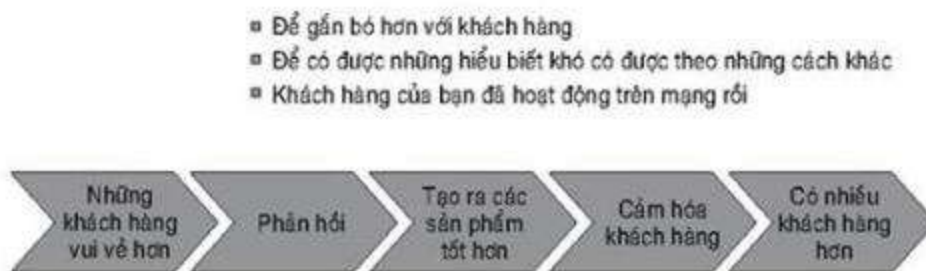 Để gắn bó hơn với khách hàng
Để có được những hiểu biết khó có được theo những cách khác
Khách hàng của bạn đã hoạt động trên mạng rồi
Những
khách hàng
vui vẻ hơn
Phản hồi
Tạo ra các
sản phẩm
tốt hơn
Cảm hóa
khách hàng
Có nhiều
khách hàng
hơn